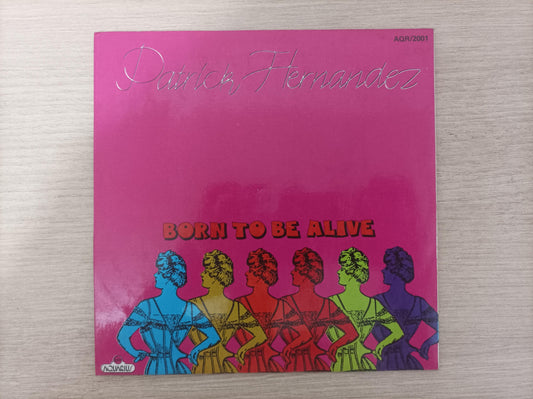 AQR/2001
Patrick Hernandez
BORN TO BE ALIVE
AQUARIUS